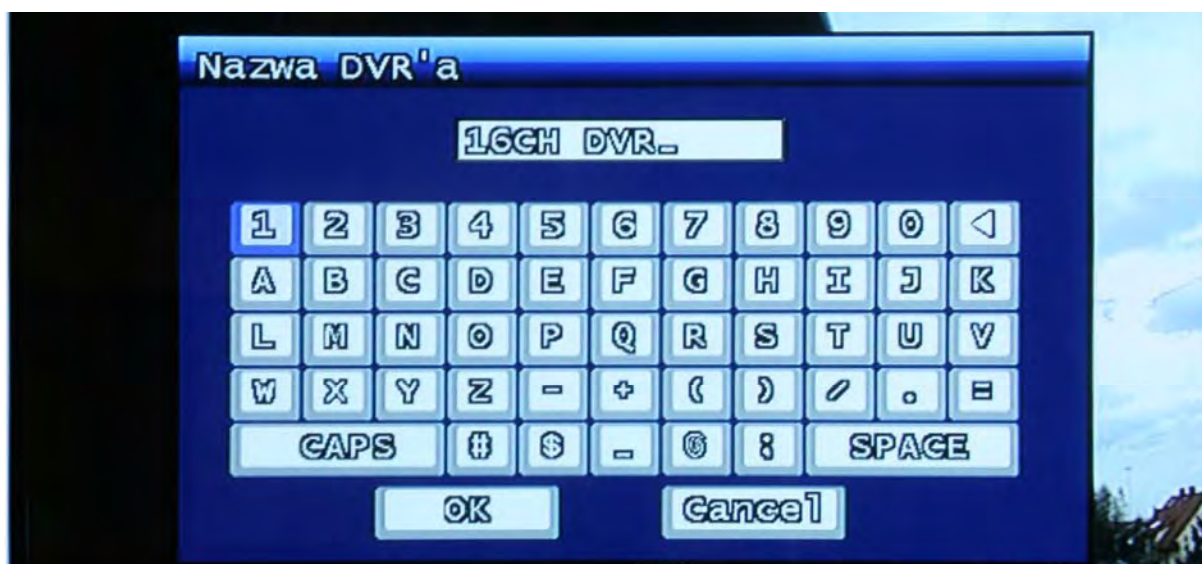 Nazwa DVR'a
16CH DVR_
1 2 3 4 5 6 7 8 9 0 ◁
A B C D E F G H I J K
L M N O P Q R S T U V
W X Y Z - + ( ) / . =
CAPS # $ _ @ : SPACE
OK Cancel